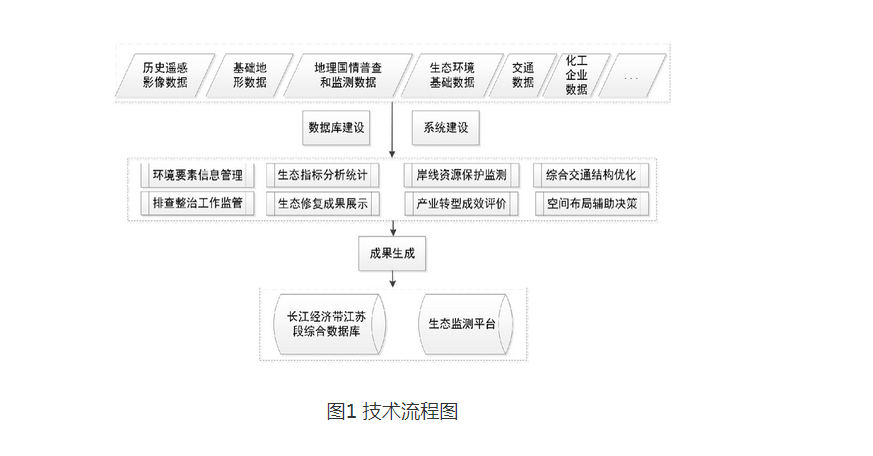 历史遥感
影像数据
基础地
形数据
地理国情普查
和监测数据
生态环境
基础数据
交通
数据
化工
企业
数据
...
数据库建设
系统建设
环境要素信息管理
生态指标分析统计
岸线资源保护监测
综合交通结构优化
排查整治工作监管
生态修复成果展示
产业转型成效评价
空间布局辅助决策
成果生成
长江经济带江苏
段综合数据库
生态监测平台
图1 技术流程图